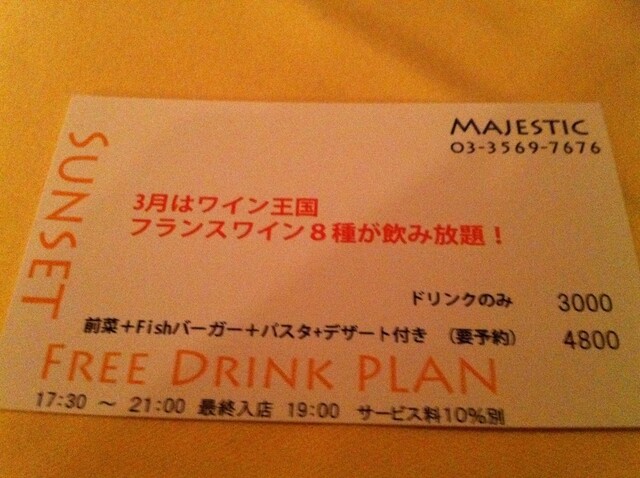 SUNSET
MAJESTIC
03-3569-7676
3月はワイン王国
フランスワイン８種が飲み放題！
ドリンクのみ 3000
前菜＋Fishバーガー＋パスタ+デザート付き （要予約） 4800
FREE DRINK PLAN
17:30 ～ 21:00 最終入店 19:00 サービス料10％別